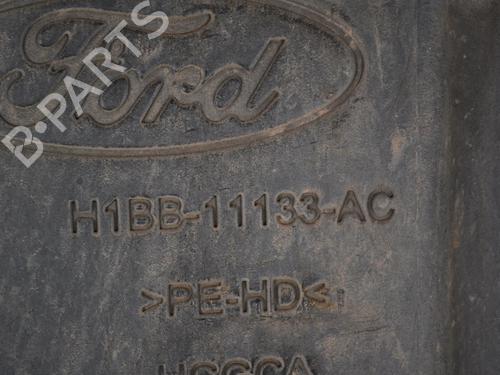 Ford
B-PARTS
H1BB-11133-AC
>PE-HD<